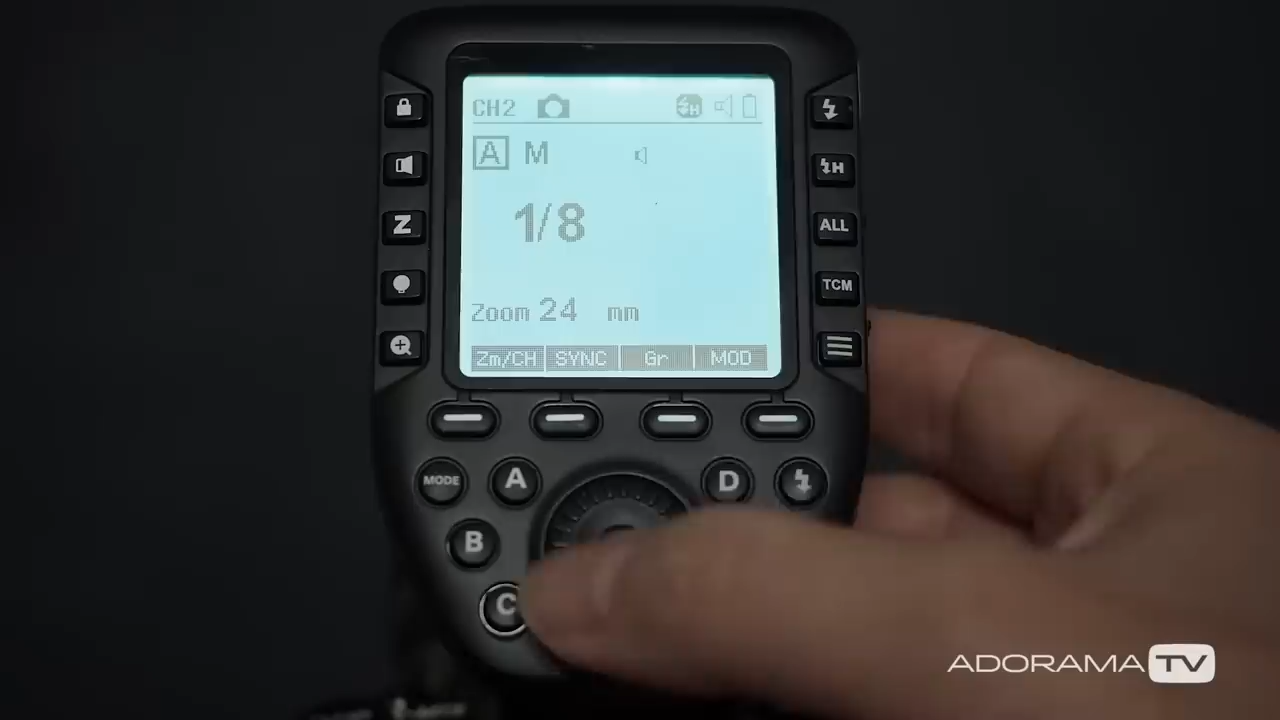 CH2
H
A M
1/8
Zoom 24 mm
Zm/CH SYNC Gr MOD
Z
H
ALL
TCM
MODE
A
D
B
C
ADORAMA TV